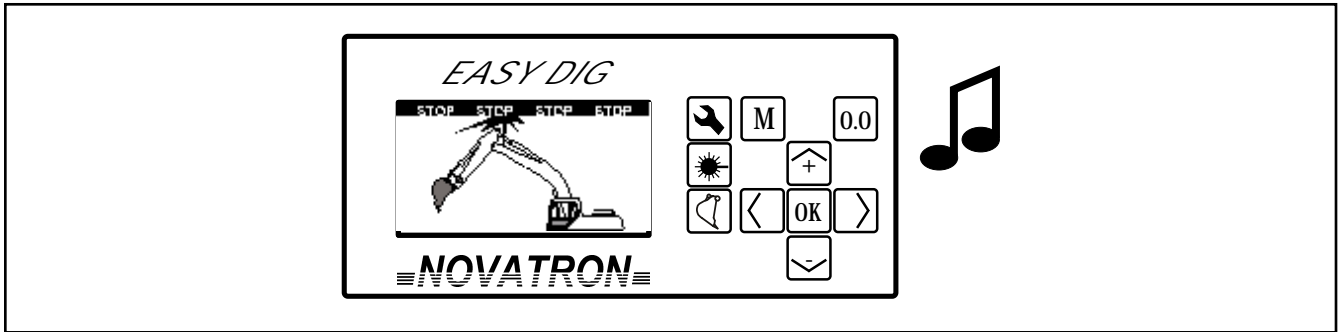 EASY DIG
STOP STOP STOP STOP
M 0.0
+
OK
-
NOVATRON